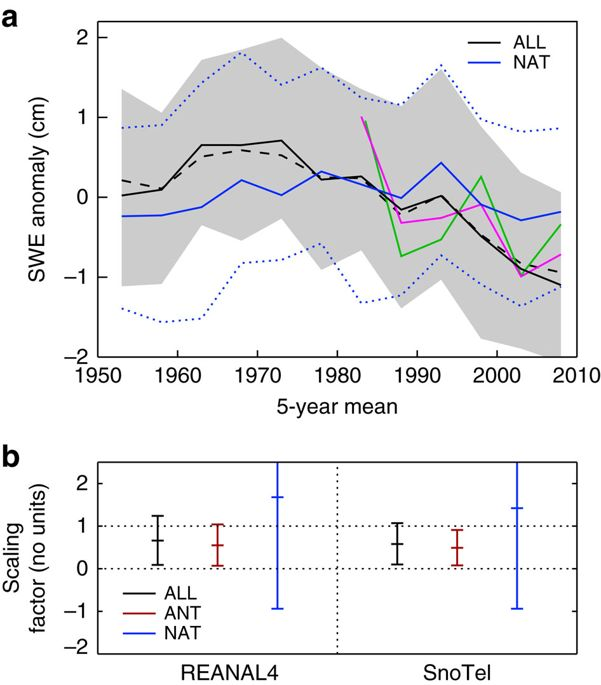 a
2
1
0
−1
−2
SWE anomaly (cm)
ALL
NAT
1950 1960 1970 1980 1990 2000 2010
5-year mean
b
2
1
0
−1
−2
Scaling
factor (no units)
ALL
ANT
NAT
REANAL4 SnoTel